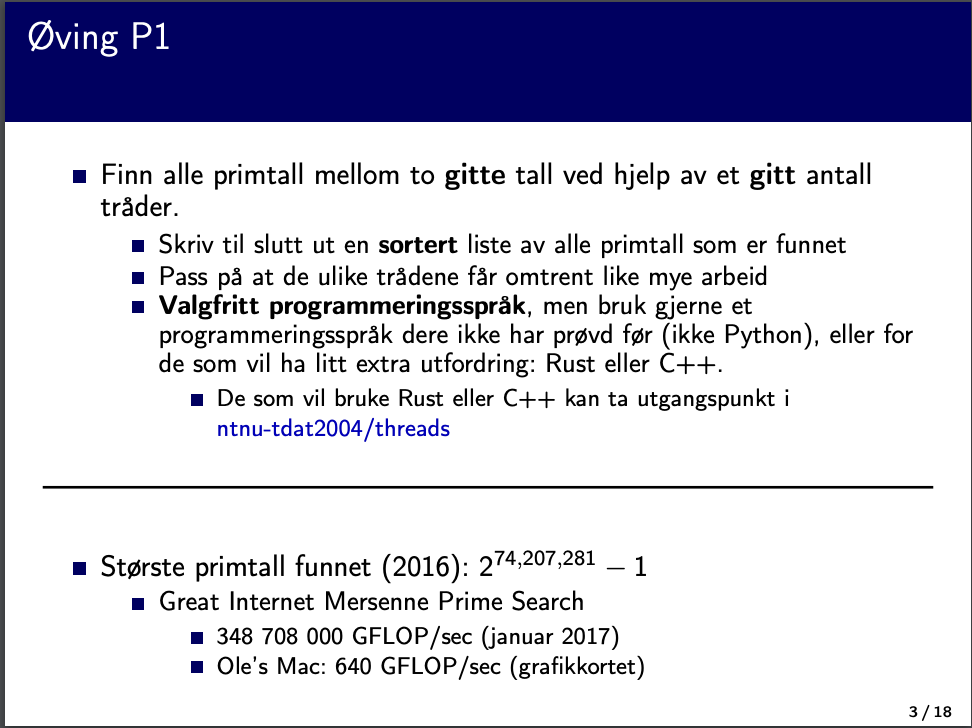 Øving P1
Finn alle primtall mellom to gitte tall ved hjelp av et gitt antall
tråder.
Skriv til slutt ut en sortert liste av alle primtall som er funnet
Pass på at de ulike trådene får omtrent like mye arbeid
Valgfritt programmeringsspråk, men bruk gjerne et
programmeringsspråk dere ikke har prøvd før (ikke Python), eller for
de som vil ha litt extra utfordring: Rust eller C++.
De som vil bruke Rust eller C++ kan ta utgangspunkt i
ntnu-tdat2004/threads
Største primtall funnet (2016): 2^74,207,281 − 1
Great Internet Mersenne Prime Search
348 708 000 GFLOP/sec (januar 2017)
Ole's Mac: 640 GFLOP/sec (grafikkortet)
3 / 18